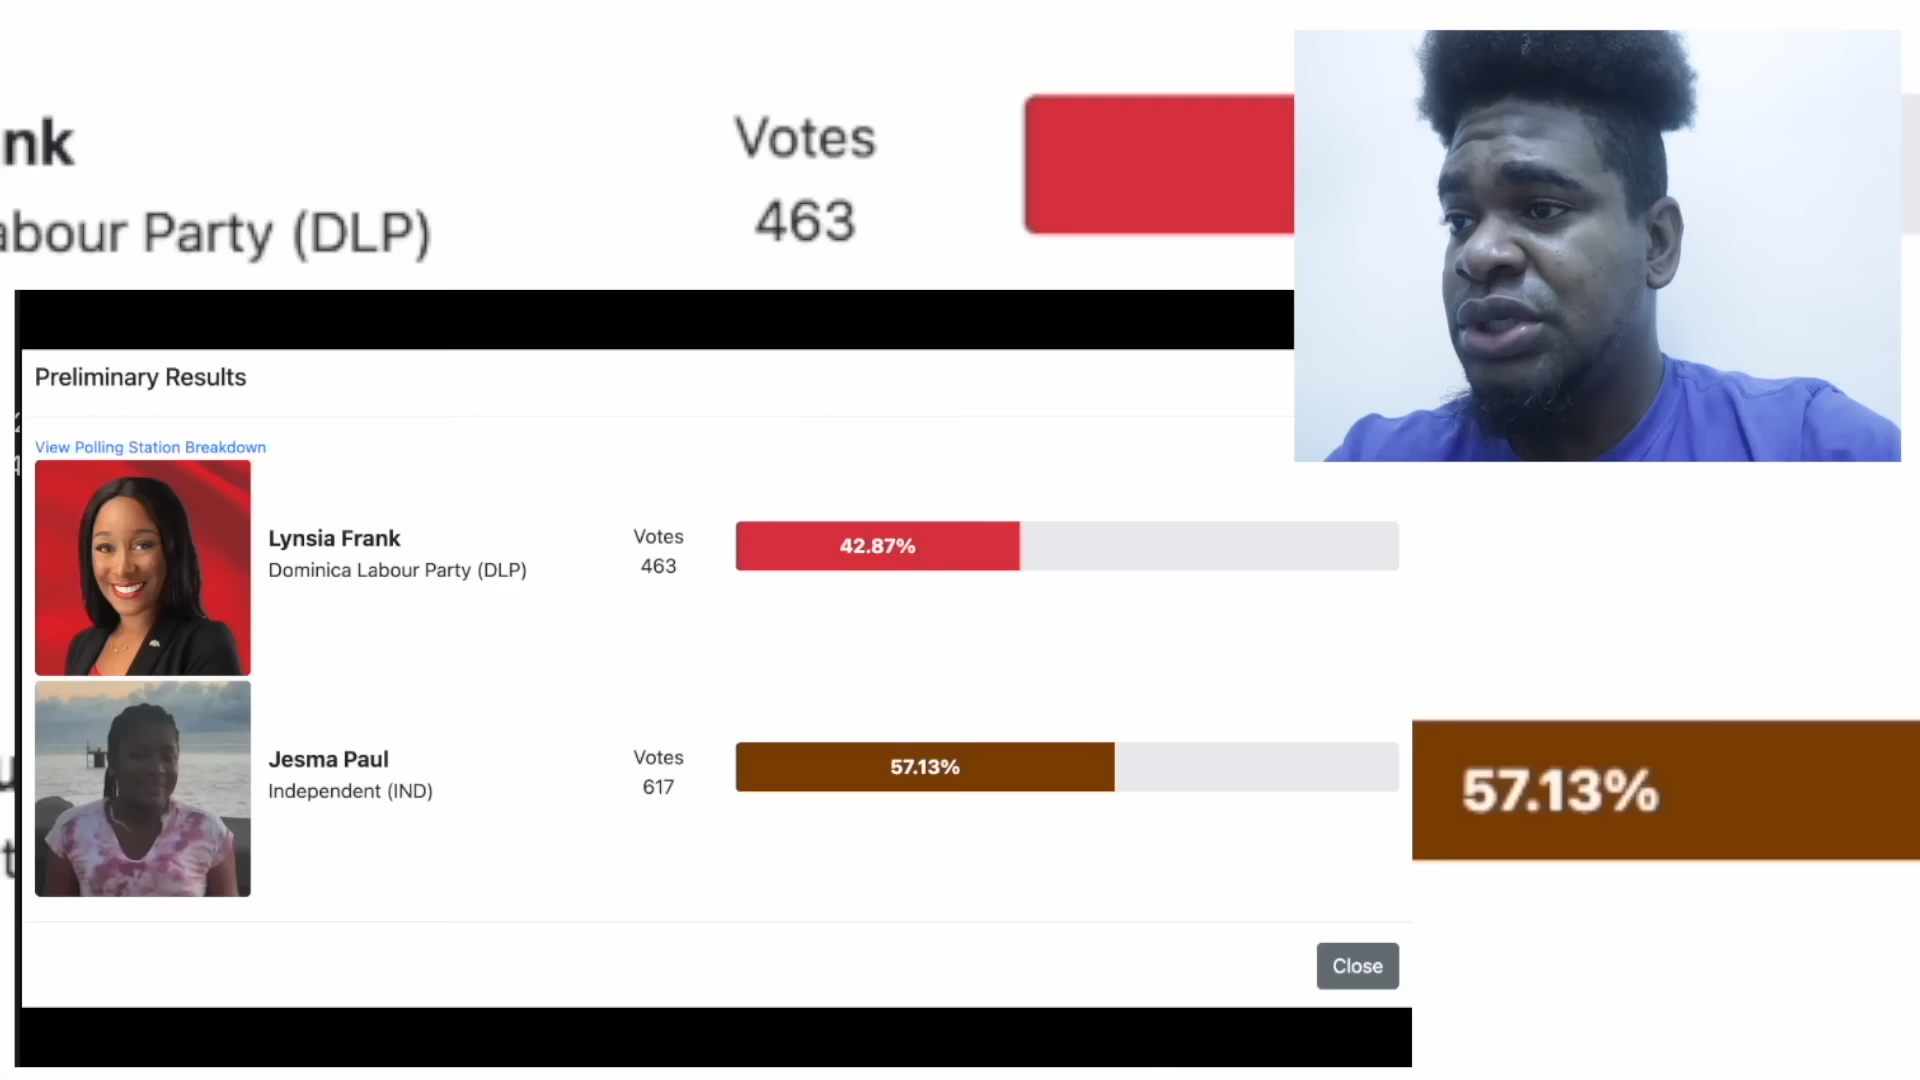 nk
abour Party (DLP)
Votes
463
Preliminary Results
View Polling Station Breakdown
Lynsia Frank
Dominica Labour Party (DLP)
Votes
463
42.87%
Jesma Paul
Independent (IND)
Votes
617
57.13%
57.13%
Close